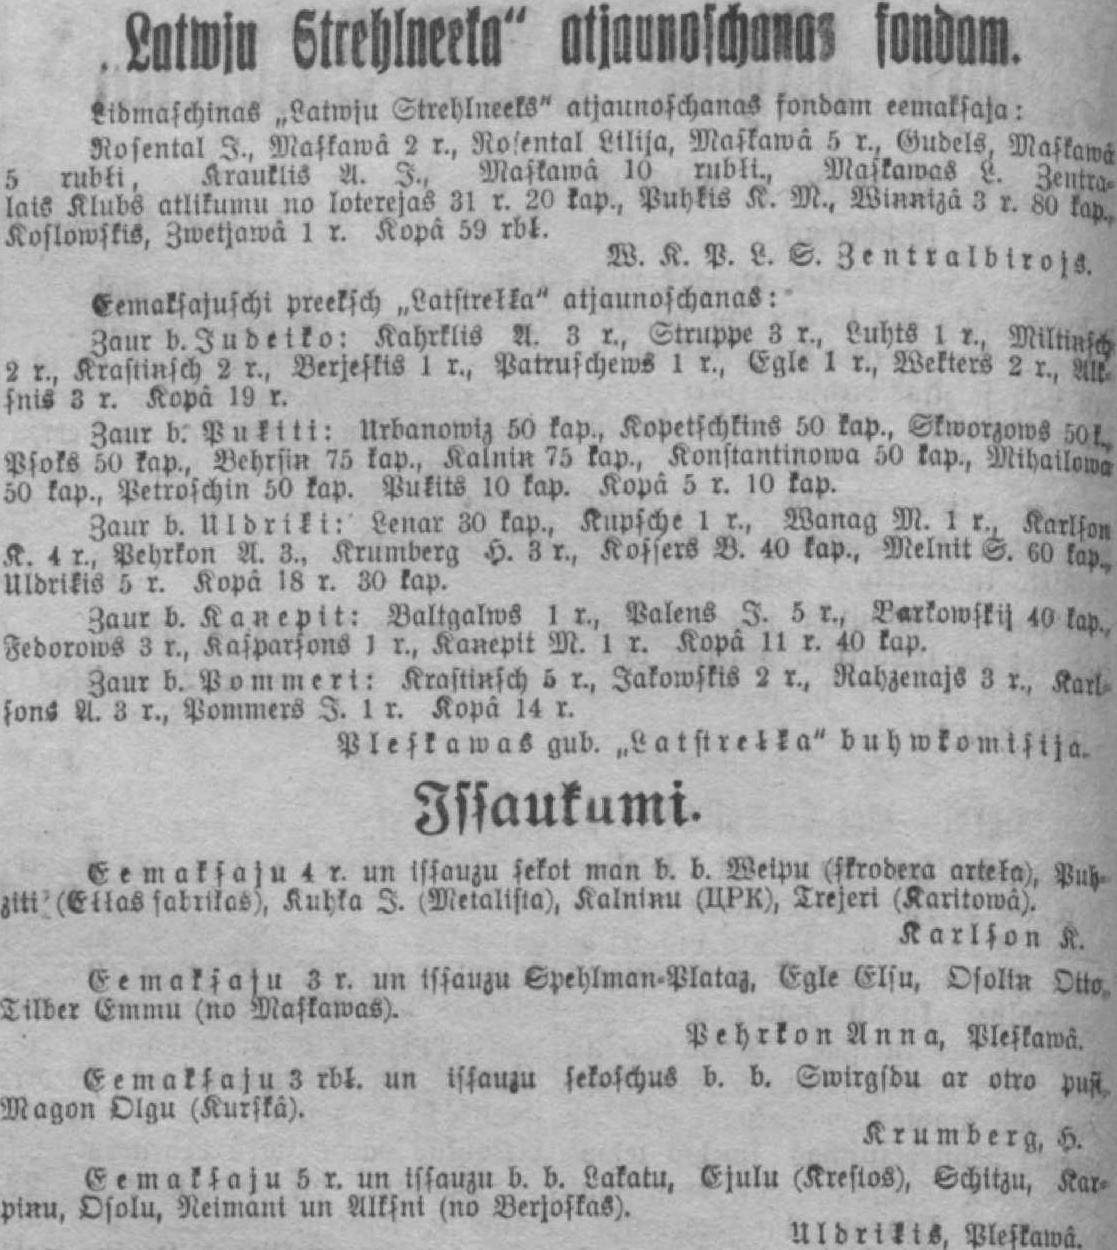 „Latwju Strehlneeka“ atjaunoſchanas fondam.
Lidmaſchinas „Latwju Strehlneeks“ atjaunoſchanas fondam eemakſaja:
Roſental J., Maſkawâ 2 r., Roſental Lilija, Maſkawâ 5 r., Gudels, Maſkawâ
5 rubļi, Krauklis A. J., Maſkawâ 10 rubļi., Maſkawas L. Zentra-
lais Klubs atlikumu no loterejas 31 r. 20 kap., Puhkis K. M., Winnizâ 3 r. 80 kap.,
Koſlowſkis, Zwetjawâ 1 r. Kopâ 59 rbļ.
W. K. P. L. S. Zentralbirojs.
Eemakſajuſchi preekſch „Latſtrelka“ atjaunoſchanas:
Zaur b. Judeiko: Kahrklis A. 3 r., Struppe 3 r., Luhts 1 r., Miltinſch
2 r., Kraſtinſch 2 r., Berjeſkis 1 r., Patruſchews 1 r., Egle 1 r., Wekters 2 r., Alk-
ſnis 3 r. Kopâ 19 r.
Zaur b. Pukiti: Urbanowiz 50 kap., Kopetſchkins 50 kap., Skworzows 50 k.,
Pſoks 50 kap., Behrſin 75 kap., Kalnin 75 kap., Konſtantinowa 50 kap., Mihailowa
50 kap., Petroſchin 50 kap. Pukits 10 kap. Kopâ 5 r. 10 kap.
Zaur b. Uldriki: Lenar 30 kap., Kupſche 1 r., Wanag M. 1 r., Karlſon
K. 4 r., Pehrkon A. 3., Krumberg H. 3 r., Koſſers B. 40 kap., Melnit S. 60 kap.,
Uldrikis 5 r. Kopâ 18 r. 30 kap.
Zaur b. Kanepit: Baltgalws 1 r., Valens J. 5 r., Barkowſkij 40 kap.,
Fedorows 3 r., Kaſparſons 1 r., Kanepit M. 1 r. Kopâ 11 r. 40 kap.
Zaur b. Pommeri: Kraſtinſch 5 r., Jakowſkis 2 r., Rahzenajs 3 r., Karl-
ſons A. 3 r., Pommers J. 1 r. Kopâ 14 r.
Pleſkawas gub. „Latſtrelka“ buhwkomiſija.
Iſſaukumi.
Eemakſaju 4 r. un iſſauzu ſekot man b. b. Weipu (ſkrodera arteļa), Puh-
ziti (Eļļas fabrikas), Kuhka J. (Metaliſta), Kalninu (ЦРК), Trejeri (Karitowâ).
Karlſon K.
Eemakſaju 3 r. un iſſauzu Spehlman-Plataz, Egle Elſu, Oſolin Otto,
Tilber Emmu (no Maſkawas).
Pehrkon Anna, Pleſkawâ.
Eemakſaju 3 rbļ. un iſſauzu ſekoſchus b. b. Swirgſdu ar otro puſi,
Magon Olgu (Kurſkâ).
Krumberg, H.
Eemakſaju 5 r. un iſſauzu b. b. Lakatu, Ejulu (Kreſlos), Schitzu, Kar-
pinu, Oſolu, Neimani un Alkſni (no Berjoſkas).
Uldrikis, Pleſkawâ.